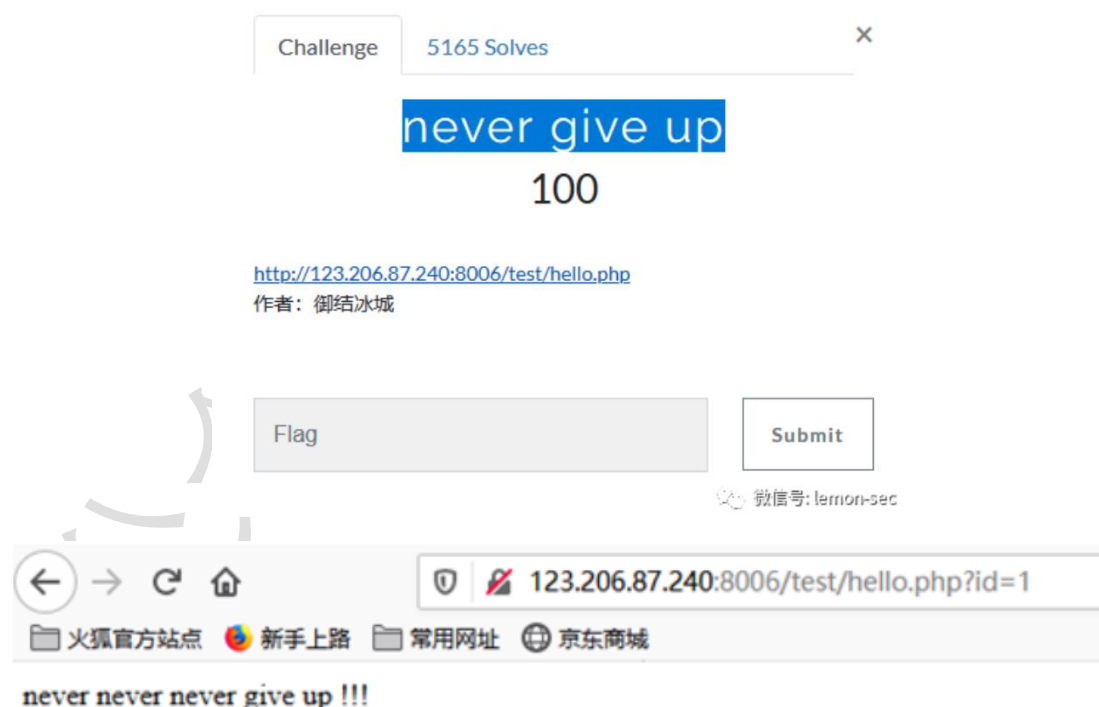 Challenge
5165 Solves
×
never give up
100
http://123.206.87.240:8006/test/hello.php
作者：御结冰城
Flag
Submit
微信号: lemon-sec
123.206.87.240:8006/test/hello.php?id=1
火狐官方站点 新手上路 常用网址 京东商城
never never never give up !!!